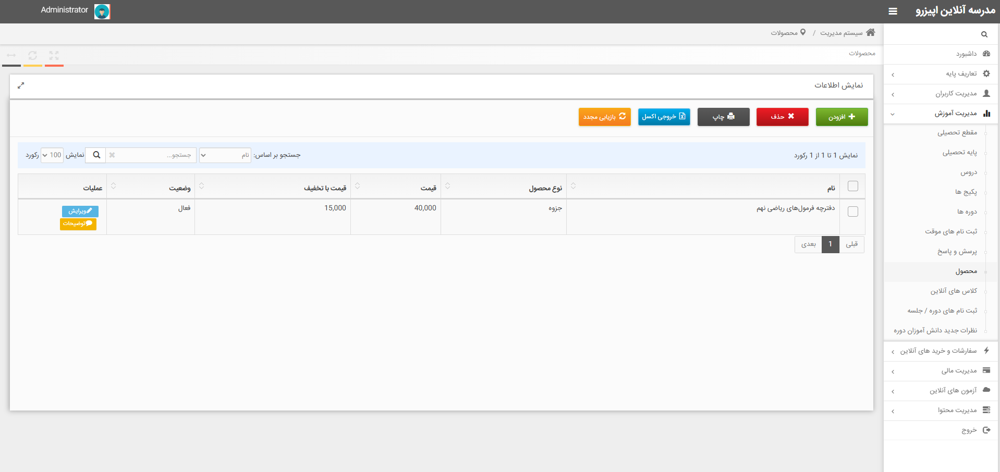 مدرسه آنلاین اپیزرو
Administrator
سیستم مدیریت / محصولات
محصولات
داشبورد
تعاریف پایه
مدیریت کاربران
مدیریت آموزش
مقطع تحصیلی
پایه تحصیلی
دروس
پکیج ها
دوره ها
ثبت نام های موقت
پرسش و پاسخ
محصول
کلاس های آنلاین
ثبت نام های دوره / جلسه
نظرات جدید دانش آموزان دوره
سفارشات و خرید های آنلاین
مدیریت مالی
آزمون های آنلاین
مدیریت محتوا
خروج
نمایش اطلاعات
افزودن حذف چاپ خروجی اکسل بازیابی مجدد
نمایش 1 تا 1 از 1 رکورد جستجو بر اساس: نام جستجو... نمایش 100 رکورد
نام نوع محصول قیمت قیمت با تخفیف وضعیت عملیات
دفترچه فرمول‌های ریاضی نهم جزوه 40,000 15,000 فعال ویرایش
توضیحات
قبلی 1 بعدی